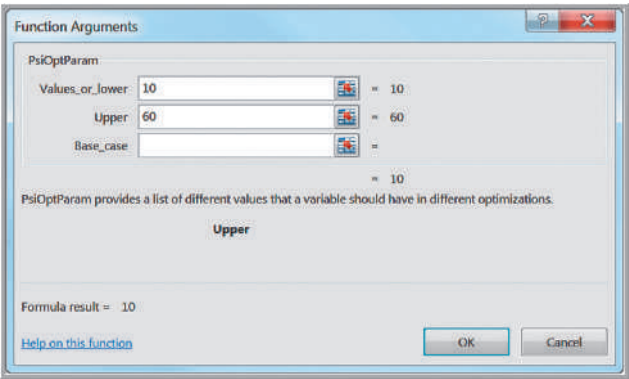 Function Arguments
PsiOptParam
Values_or_lower 10 = 10
Upper 60 = 60
Base_case =
= 10
PsiOptParam provides a list of different values that a variable should have in different optimizations.
Upper
Formula result = 10
Help on this function OK Cancel